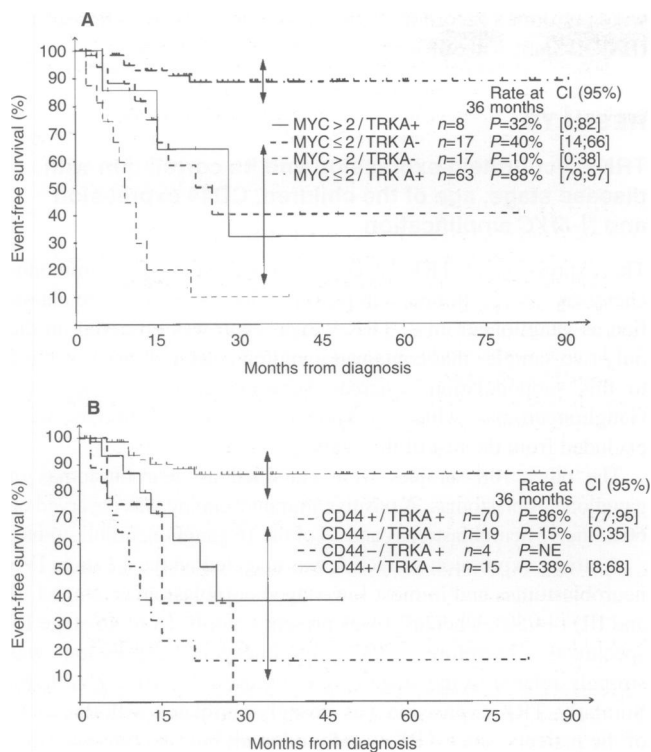 A
Event-free survival (%)
100
90
80
70
60
50
40
30
20
10
Rate at CI (95%)
36 months
MYC > 2 / TRKA+ n=8 P=32% [0;82]
MYC ≤ 2 / TRK A- n=17 P=40% [14;66]
MYC > 2 / TRKA- n=17 P=10% [0;38]
MYC ≤ 2 / TRK A+ n=63 P=88% [79;97]
0 15 30 45 60 75 90
Months from diagnosis
B
Event-free survival (%)
100
90
80
70
60
50
40
30
20
10
Rate at CI (95%)
36 months
CD44 + / TRKA + n=70 P=86% [77;95]
CD44 – / TRKA – n=19 P=15% [0;35]
CD44 – / TRKA + n=4 P=NE
CD44+ / TRKA – n=15 P=38% [8;68]
0 15 30 45 60 75 90
Months from diagnosis